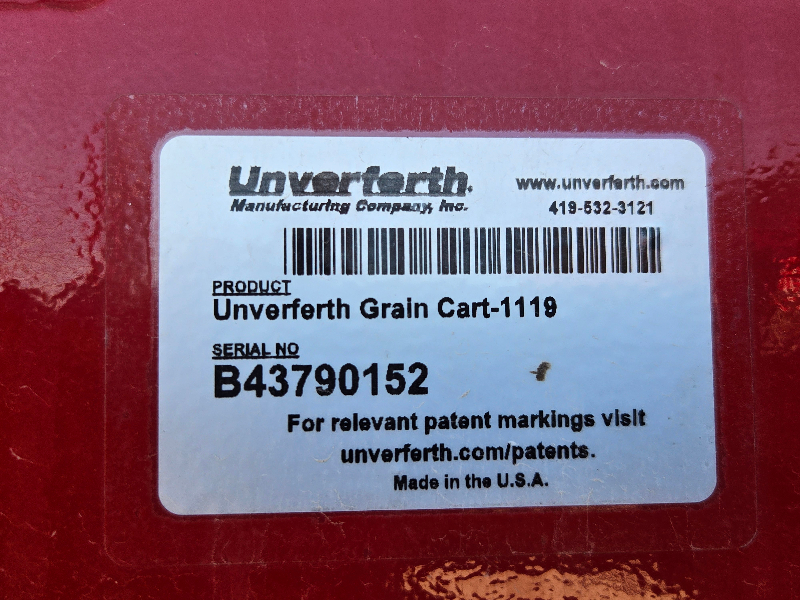 Unverferth
Manufacturing Company, Inc.
www.unverferth.com
419-532-3121
PRODUCT
Unverferth Grain Cart-1119
SERIAL NO
B43790152
For relevant patent markings visit
unverferth.com/patents.
Made in the U.S.A.